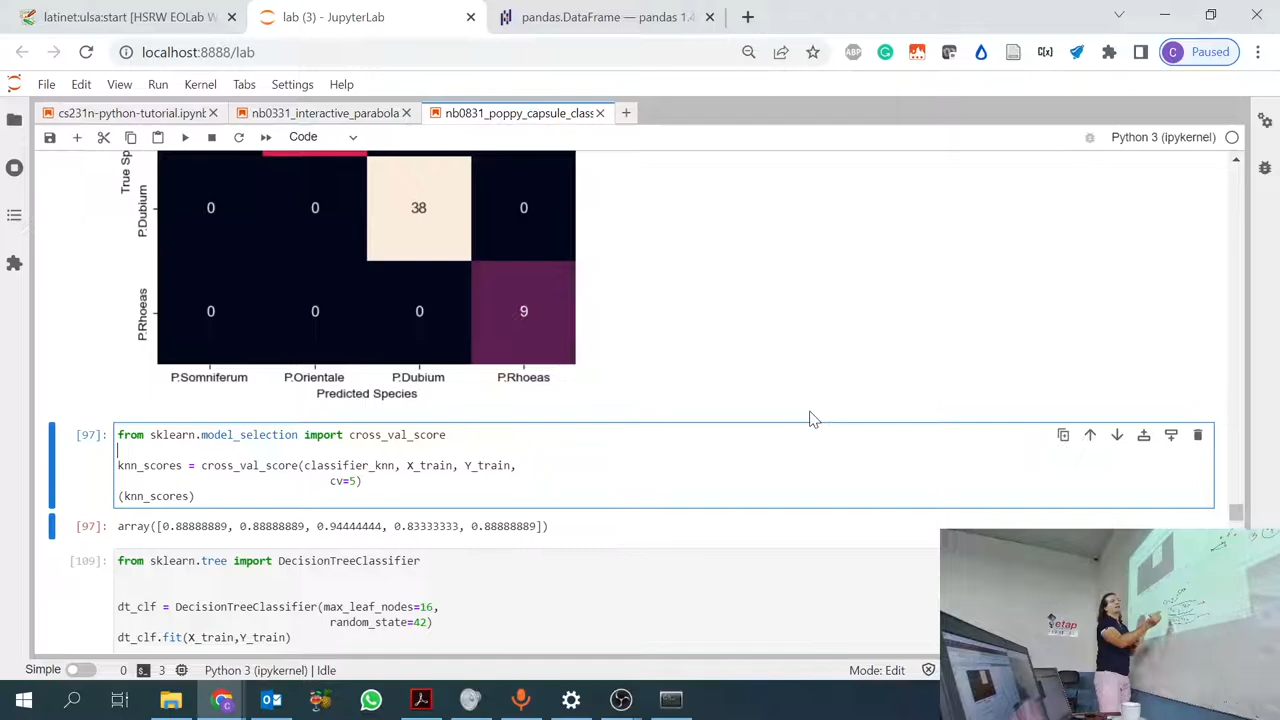 latinet:ulsa:start [HSRW EOLab W
lab (3) - JupyterLab
pandas.DataFrame — pandas 1.4
localhost:8888/lab
ABP
C(x)
C
Paused
File Edit View Run Kernel Tabs Settings Help
cs231n-python-tutorial.ipynb
nb0331_interactive_parabola
nb0831_poppy_capsule_class
Code
Python 3 (ipykernel)
True Sp
P.Dubium
0 0 38 0
P.Rhoeas
0 0 0 9
P.Somniferum P.Orientale P.Dubium P.Rhoeas
Predicted Species
[97]:
from sklearn.model_selection import cross_val_score
knn_scores = cross_val_score(classifier_knn, X_train, Y_train,
cv=5)
(knn_scores)
[97]:
array([0.88888889, 0.88888889, 0.94444444, 0.83333333, 0.88888889])
[109]:
from sklearn.tree import DecisionTreeClassifier
dt_clf = DecisionTreeClassifier(max_leaf_nodes=16,
random_state=42)
dt_clf.fit(X_train,Y_train)
etap
Simple 0 3 Python 3 (ipykernel) | Idle
Mode: Edit